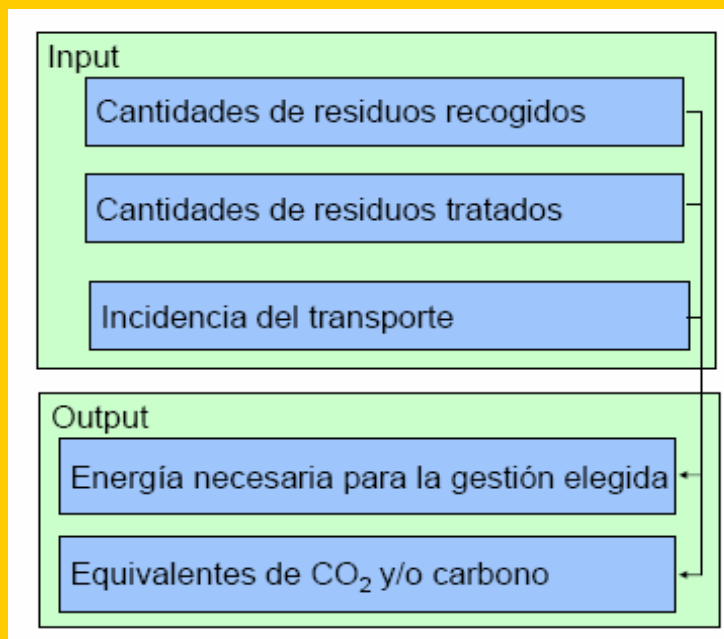 Input
Cantidades de residuos recogidos
Cantidades de residuos tratados
Incidencia del transporte
Output
Energía necesaria para la gestión elegida
Equivalentes de CO₂ y/o carbono